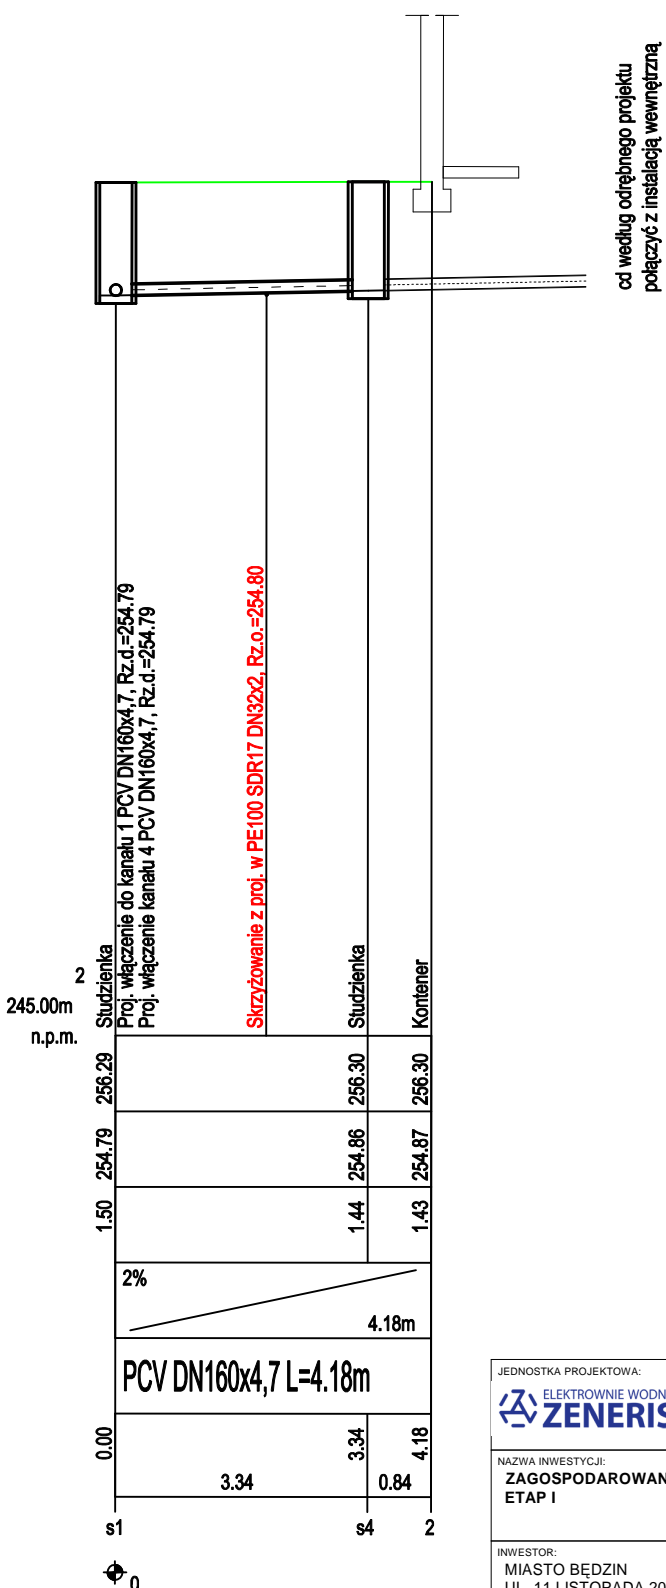 cd według odrębnego projektu
połączyć z instalacją wewnętrzną
2
245.00m
n.p.m.
Studzienka
Proj. włączenie do kanału 1 PCV DN160x4,7, Rz.d.=254.79
Proj. włączenie kanału 4 PCV DN160x4,7, Rz.d.=254.79
Skrzyżowanie z proj. w PE100 SDR17 DN32x2, Rz.o.=254.80
Studzienka
Kontener
256.29 256.30 256.30
254.79 254.86 254.87
1.50 1.44 1.43
2%
4.18m
PCV DN160x4,7 L=4.18m
0.00 3.34 4.18
3.34 0.84
s1 s4 2
0
JEDNOSTKA PROJEKTOWA:
ELEKTROWNIE WODN
ZENERIS
NAZWA INWESTYCJI:
ZAGOSPODAROWAN
ETAP I
INWESTOR:
MIASTO BĘDZIN
UL. 11 LISTOPADA 20